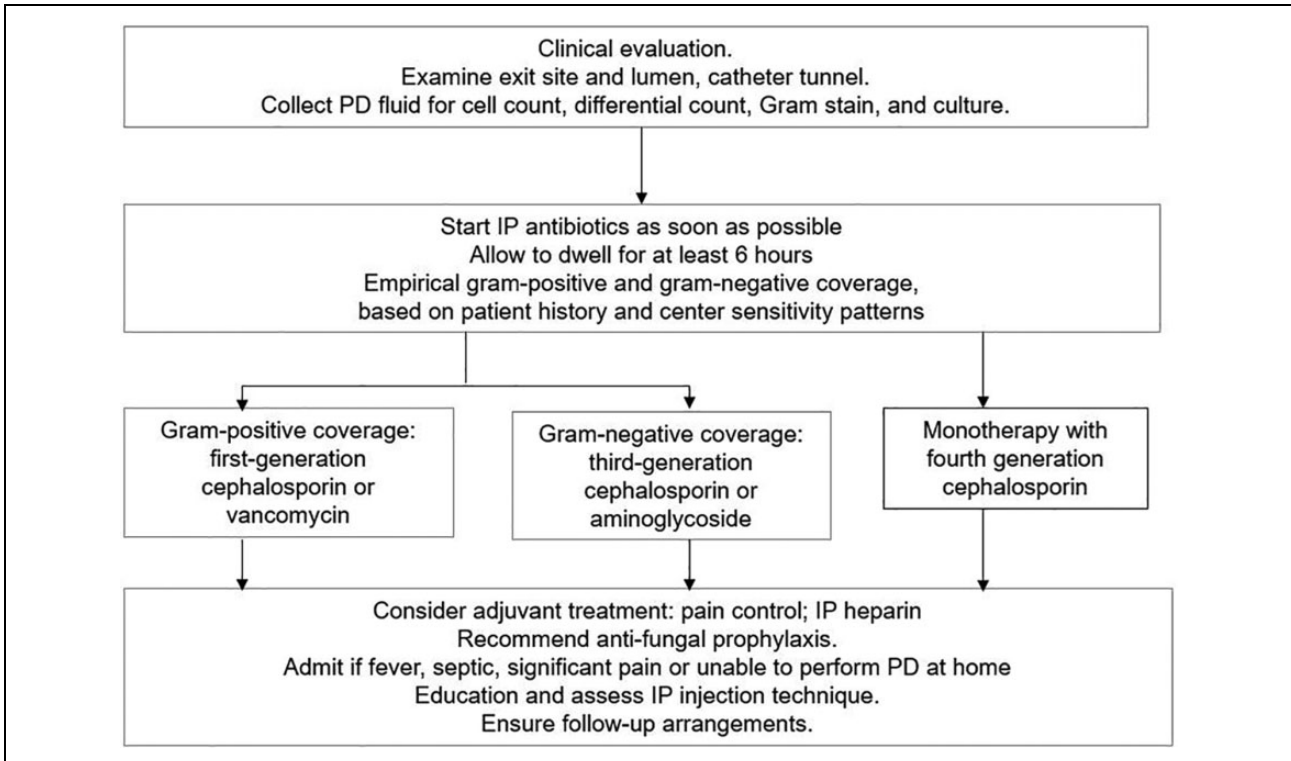 Clinical evaluation.
Examine exit site and lumen, catheter tunnel.
Collect PD fluid for cell count, differential count, Gram stain, and culture.
Start IP antibiotics as soon as possible
Allow to dwell for at least 6 hours
Empirical gram-positive and gram-negative coverage,
based on patient history and center sensitivity patterns
Gram-positive coverage:
first-generation
cephalosporin or
vancomycin
Gram-negative coverage:
third-generation
cephalosporin or
aminoglycoside
Monotherapy with
fourth generation
cephalosporin
Consider adjuvant treatment: pain control; IP heparin
Recommend anti-fungal prophylaxis.
Admit if fever, septic, significant pain or unable to perform PD at home
Education and assess IP injection technique.
Ensure follow-up arrangements.